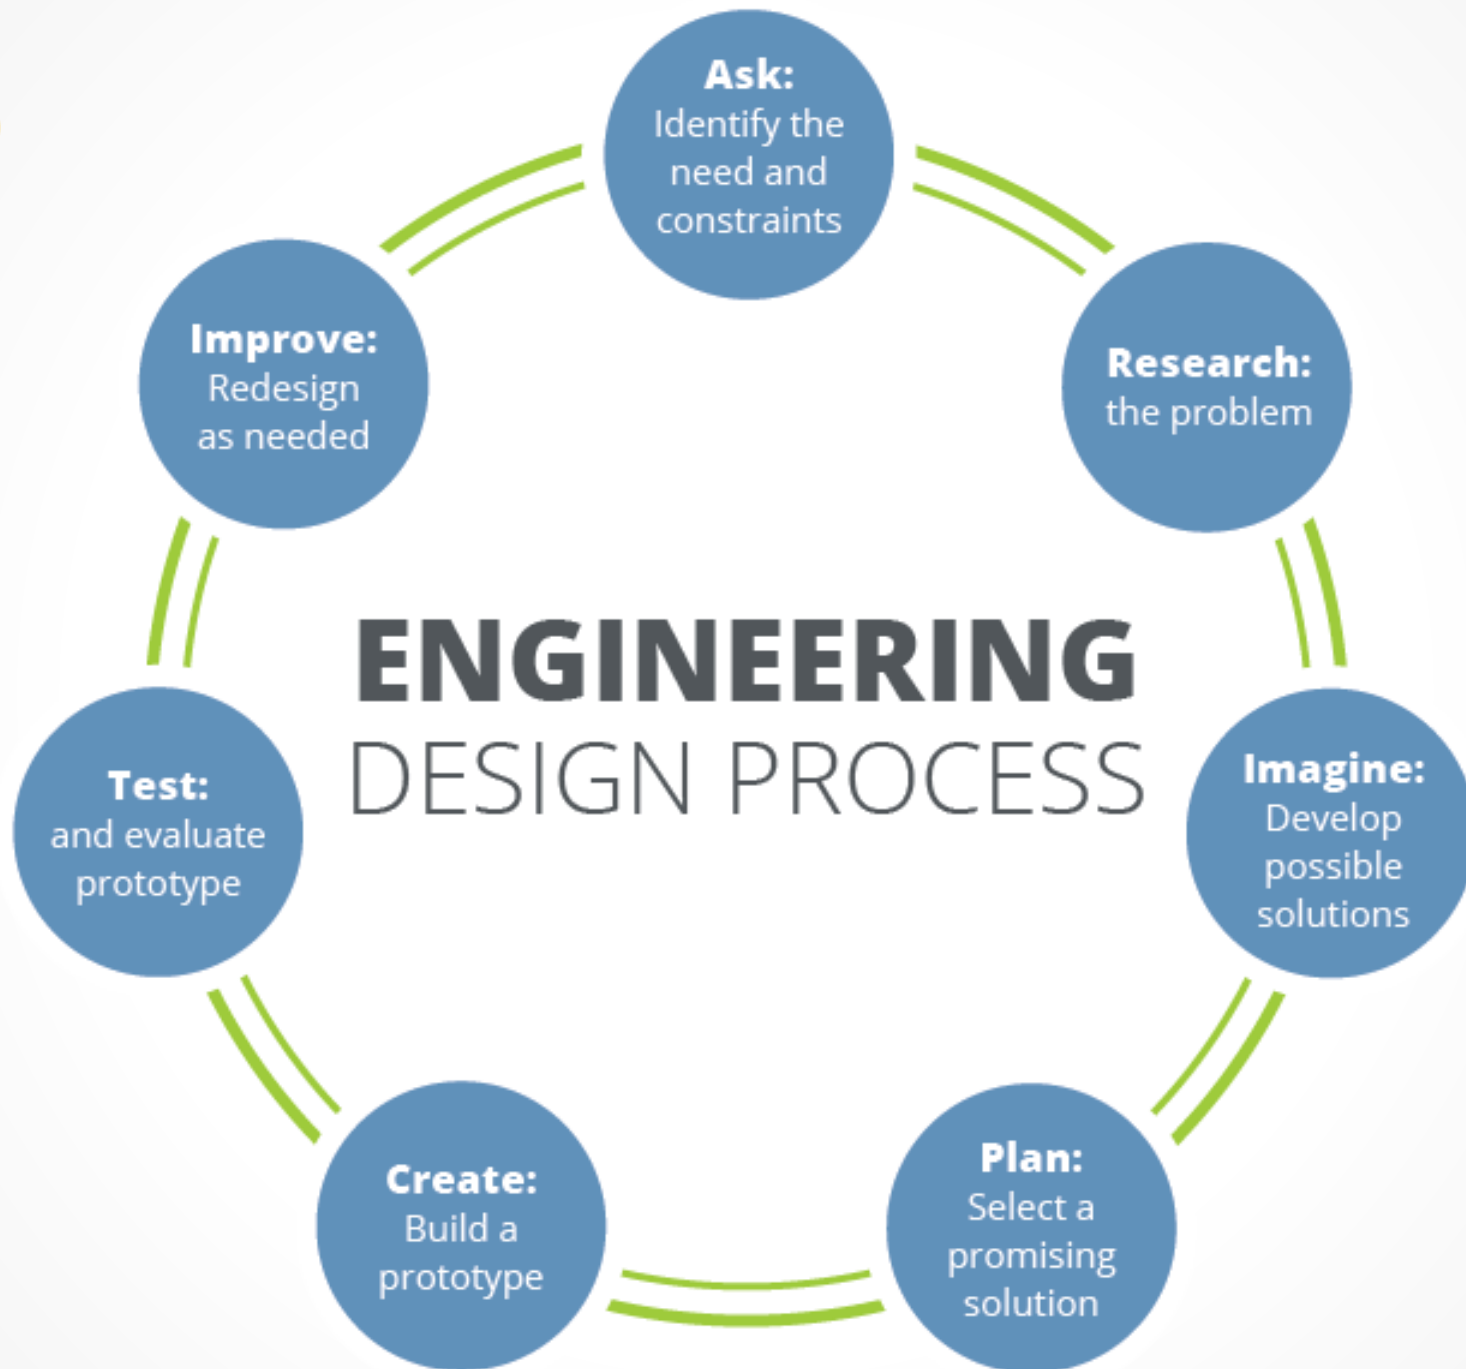 Ask:
Identify the
need and
constraints
Research:
the problem
Imagine:
Develop
possible
solutions
Plan:
Select a
promising
solution
Create:
Build a
prototype
Test:
and evaluate
prototype
Improve:
Redesign
as needed
ENGINEERING
DESIGN PROCESS